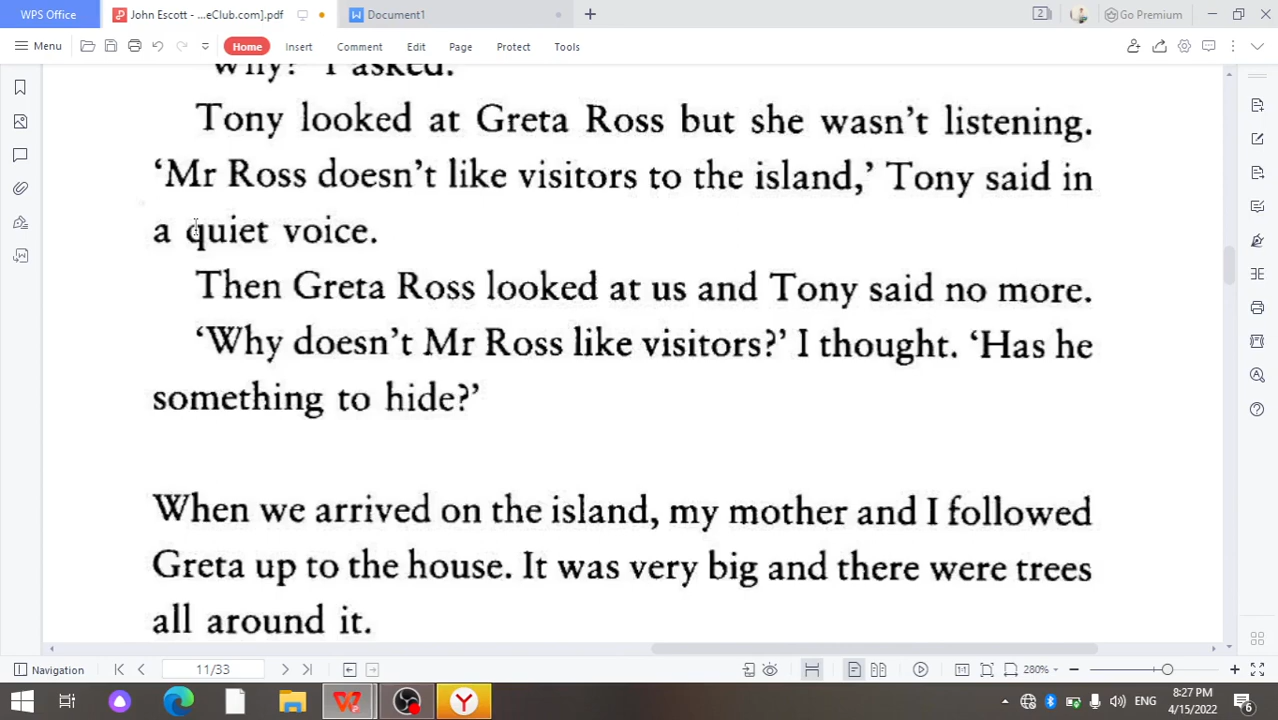 WPS Office
John Escott - ...eClub.com].pdf
Document1
2
Go Premium
Menu
Home
Insert
Comment
Edit
Page
Protect
Tools
'Why?' I asked.
Tony looked at Greta Ross but she wasn't listening.
'Mr Ross doesn't like visitors to the island,' Tony said in
a quiet voice.
Then Greta Ross looked at us and Tony said no more.
'Why doesn't Mr Ross like visitors?' I thought. 'Has he
something to hide?'
When we arrived on the island, my mother and I followed
Greta up to the house. It was very big and there were trees
all around it.
Navigation
11/33
280%
8:27 PM
ENG
4/15/2022
6